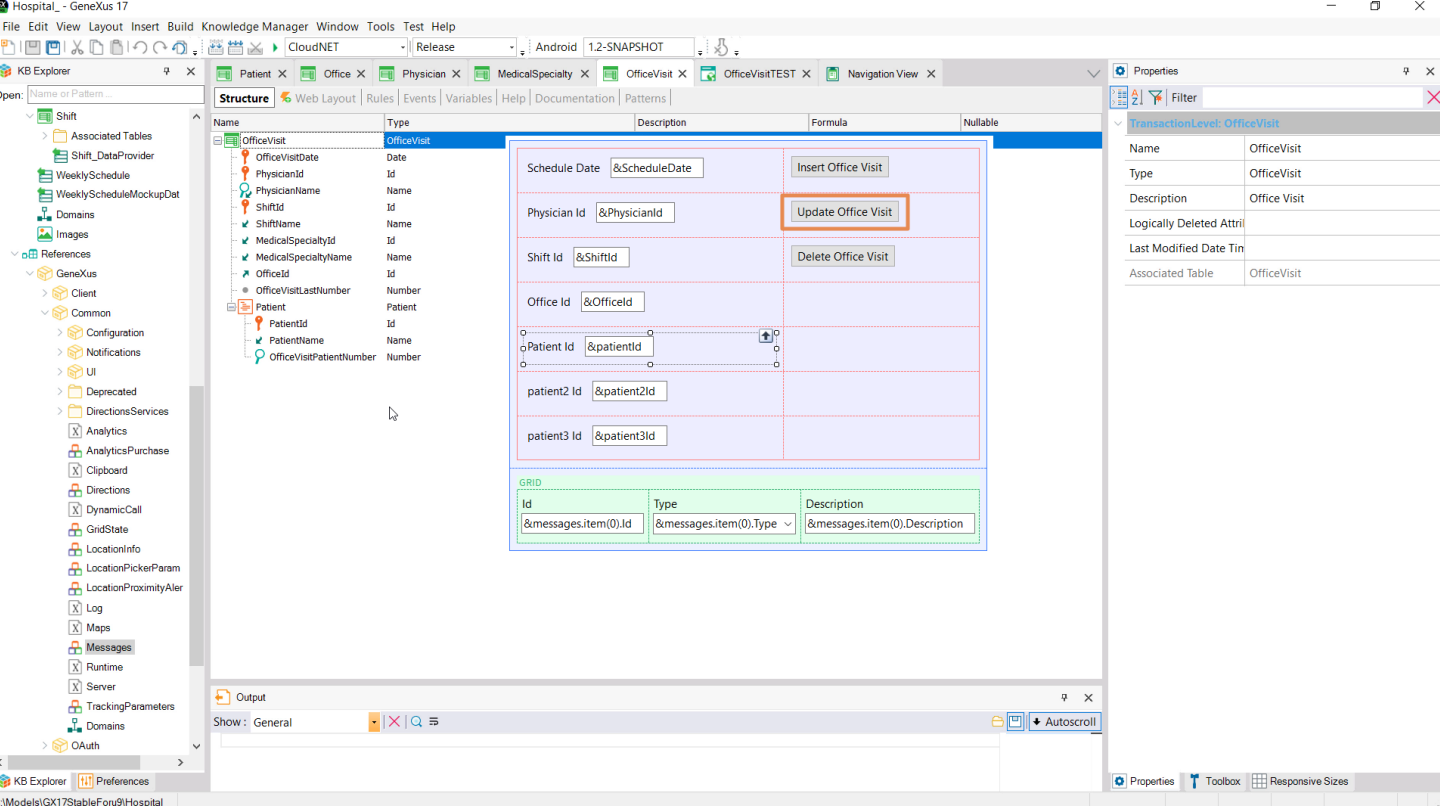 Hospital_ - GeneXus 17
File Edit View Layout Insert Build Knowledge Manager Window Tools Test Help
CloudNET Release Android 1.2-SNAPSHOT
KB Explorer
Open: Name or Pattern ...
Shift
Associated Tables
Shift_DataProvider
WeeklySchedule
WeeklyScheduleMockupDat
Domains
Images
References
GeneXus
Client
Common
Configuration
Notifications
UI
Deprecated
DirectionsServices
Analytics
AnalyticsPurchase
Clipboard
Directions
DynamicCall
GridState
LocationInfo
LocationPickerParam
LocationProximityAler
Log
Maps
Messages
Runtime
Server
TrackingParameters
Domains
OAuth
KB Explorer Preferences
:\Models\GX17StableForu9\Hospital
Patient Office Physician MedicalSpecialty OfficeVisit OfficeVisitTEST Navigation View
Structure Web Layout Rules Events Variables Help Documentation Patterns
Name Type Description Formula Nullable
OfficeVisit OfficeVisit
OfficeVisitDate Date
PhysicianId Id
PhysicianName Name
ShiftId Id
ShiftName Name
MedicalSpecialtyId Id
MedicalSpecialtyName Name
OfficeId Id
OfficeVisitLastNumber Number
Patient Patient
PatientId Id
PatientName Name
OfficeVisitPatientNumber Number
Schedule Date &ScheduleDate Insert Office Visit
Physician Id &PhysicianId Update Office Visit
Shift Id &ShiftId Delete Office Visit
Office Id &OfficeId
Patient Id &patientId
patient2 Id &patient2Id
patient3 Id &patient3Id
GRID
Id Type Description
&messages.item(0).Id &messages.item(0).Type &messages.item(0).Description
Output
Show : General Autoscroll
Properties
Filter
TransactionLevel: OfficeVisit
Name OfficeVisit
Type OfficeVisit
Description Office Visit
Logically Deleted Attri
Last Modified Date Tim
Associated Table OfficeVisit
Properties Toolbox Responsive Sizes